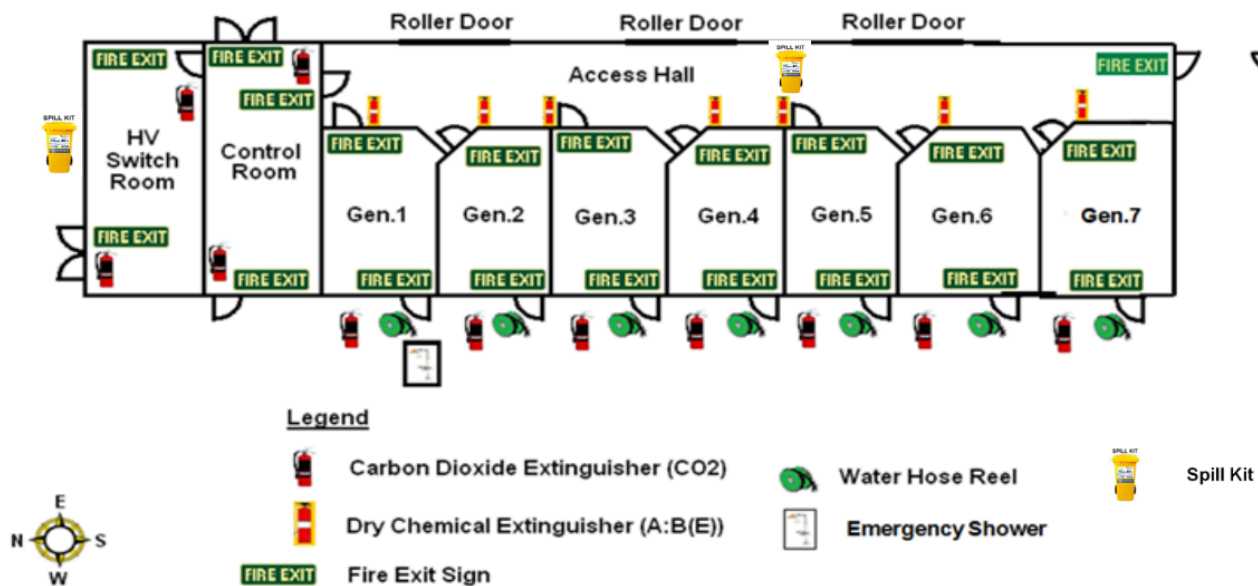 Roller Door
Roller Door
Roller Door
SPILL KIT
FIRE EXIT
FIRE EXIT
FIRE EXIT
Access Hall
FIRE EXIT
SPILL KIT
HV
Switch
Room
Control
Room
FIRE EXIT
FIRE EXIT
FIRE EXIT
FIRE EXIT
FIRE EXIT
FIRE EXIT
FIRE EXIT
Gen.1
Gen.2
Gen.3
Gen.4
Gen.5
Gen.6
Gen.7
FIRE EXIT
FIRE EXIT
FIRE EXIT
FIRE EXIT
FIRE EXIT
FIRE EXIT
FIRE EXIT
FIRE EXIT
FIRE EXIT
Legend
Carbon Dioxide Extinguisher (CO2)
Water Hose Reel
SPILL KIT
Spill Kit
Dry Chemical Extinguisher (A:B(E))
Emergency Shower
FIRE EXIT
Fire Exit Sign
E
N
S
W